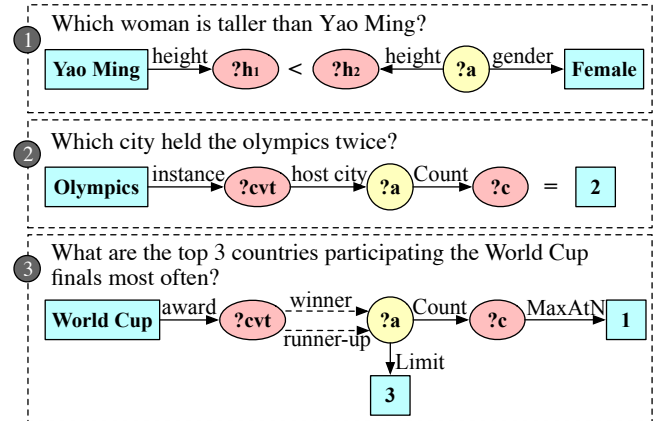 1
Which woman is taller than Yao Ming?
Yao Ming height ?h1 < ?h2 height ?a gender Female
2
Which city held the olympics twice?
Olympics instance ?cvt host city ?a Count ?c = 2
3
What are the top 3 countries participating the World Cup
finals most often?
World Cup award ?cvt winner ?a Count ?c MaxAtN 1
runner-up
Limit
3